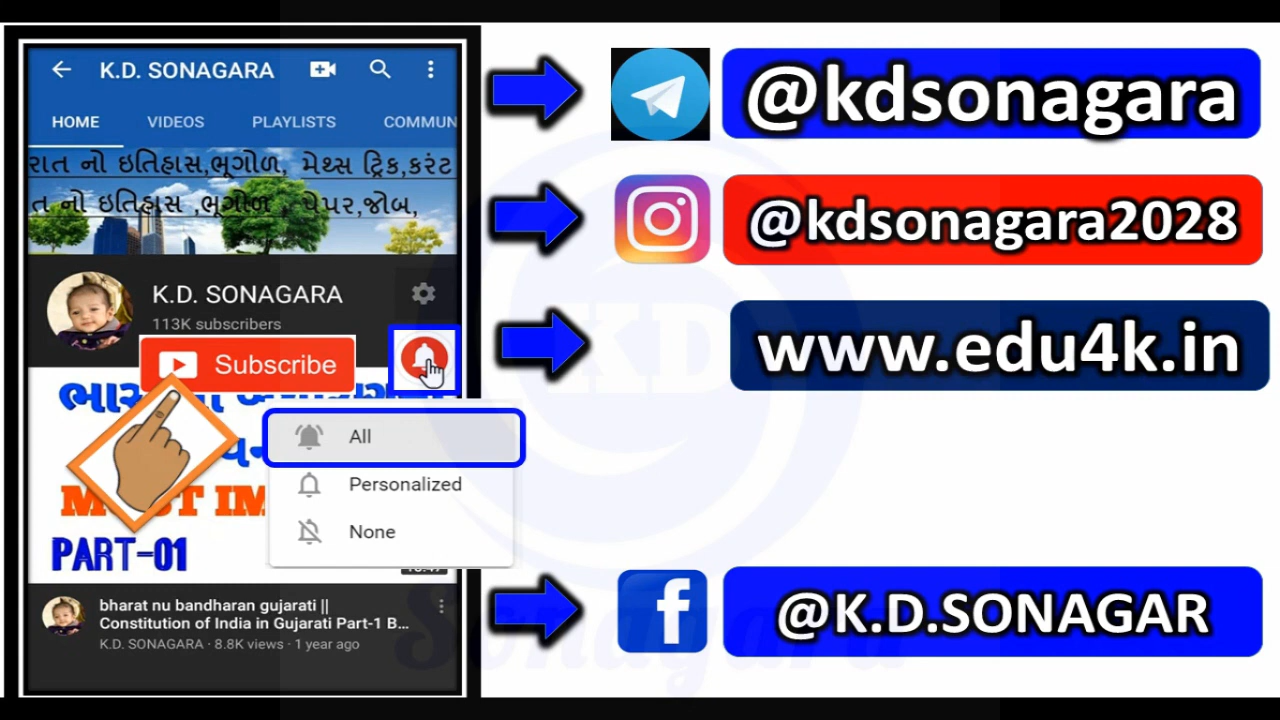 K.D. SONAGARA
HOME VIDEOS PLAYLISTS COMMUN
રાત નો ઇતિહાસ,ભૂગોળ, મેથ્સ ટ્રિક,કરંટ
ત નો ઇતિહાસ ,ભૂગોળ , પેપર,જોબ,
K.D. SONAGARA
113K subscribers
Subscribe
All
Personalized
None
PART-01
bharat nu bandharan gujarati ||
Constitution of India in Gujarati Part-1 B...
K.D. SONAGARA · 8.8K views · 1 year ago
@kdsonagara
@kdsonagara2028
www.edu4k.in
@K.D.SONAGAR
KD
Sonagara